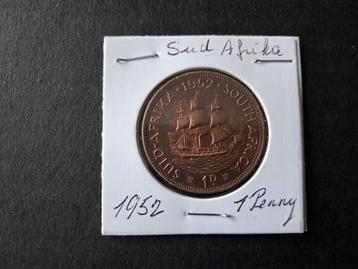 Sud Afrika
SUID-AFRIKA · 1952 · SOUTH AFRICA
1D
1952
1 Penny